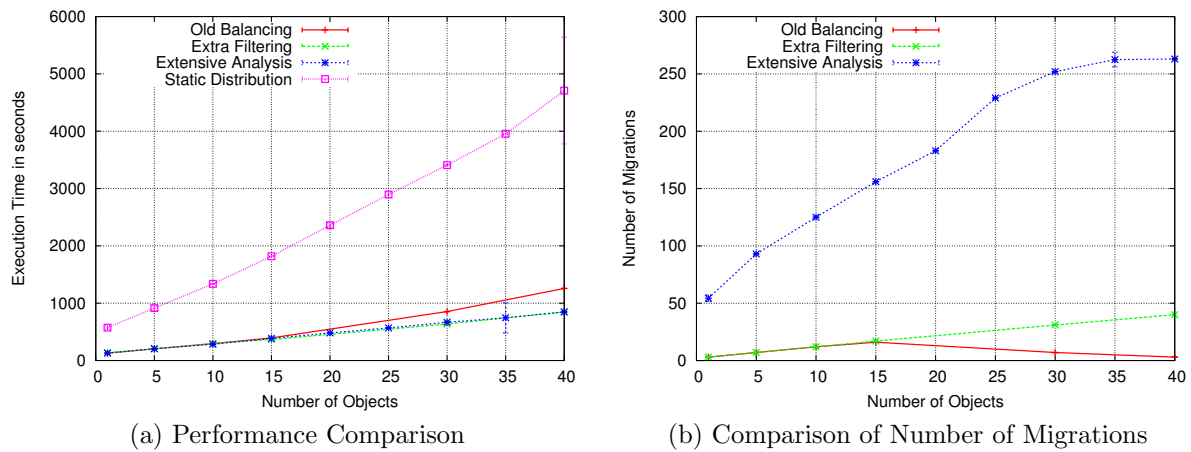 6000
5000
4000
3000
2000
1000
0
0 5 10 15 20 25 30 35 40
Execution Time in seconds
Number of Objects
Old Balancing
Extra Filtering
Extensive Analysis
Static Distribution
(a) Performance Comparison
300
250
200
150
100
50
0
0 5 10 15 20 25 30 35 40
Number of Migrations
Number of Objects
Old Balancing
Extra Filtering
Extensive Analysis
(b) Comparison of Number of Migrations